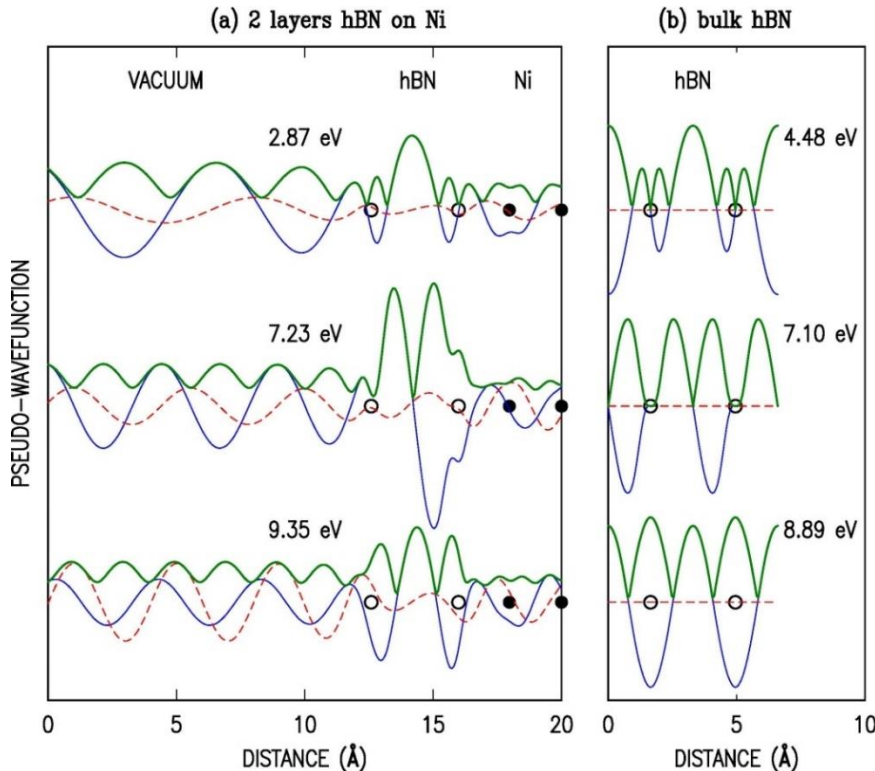 (a) 2 layers hBN on Ni
(b) bulk hBN
VACUUM
hBN
Ni
hBN
2.87 eV
4.48 eV
7.23 eV
7.10 eV
9.35 eV
8.89 eV
PSEUDO−WAVEFUNCTION
0 5 10 15 20
0 5 10
DISTANCE (Å)
DISTANCE (Å)